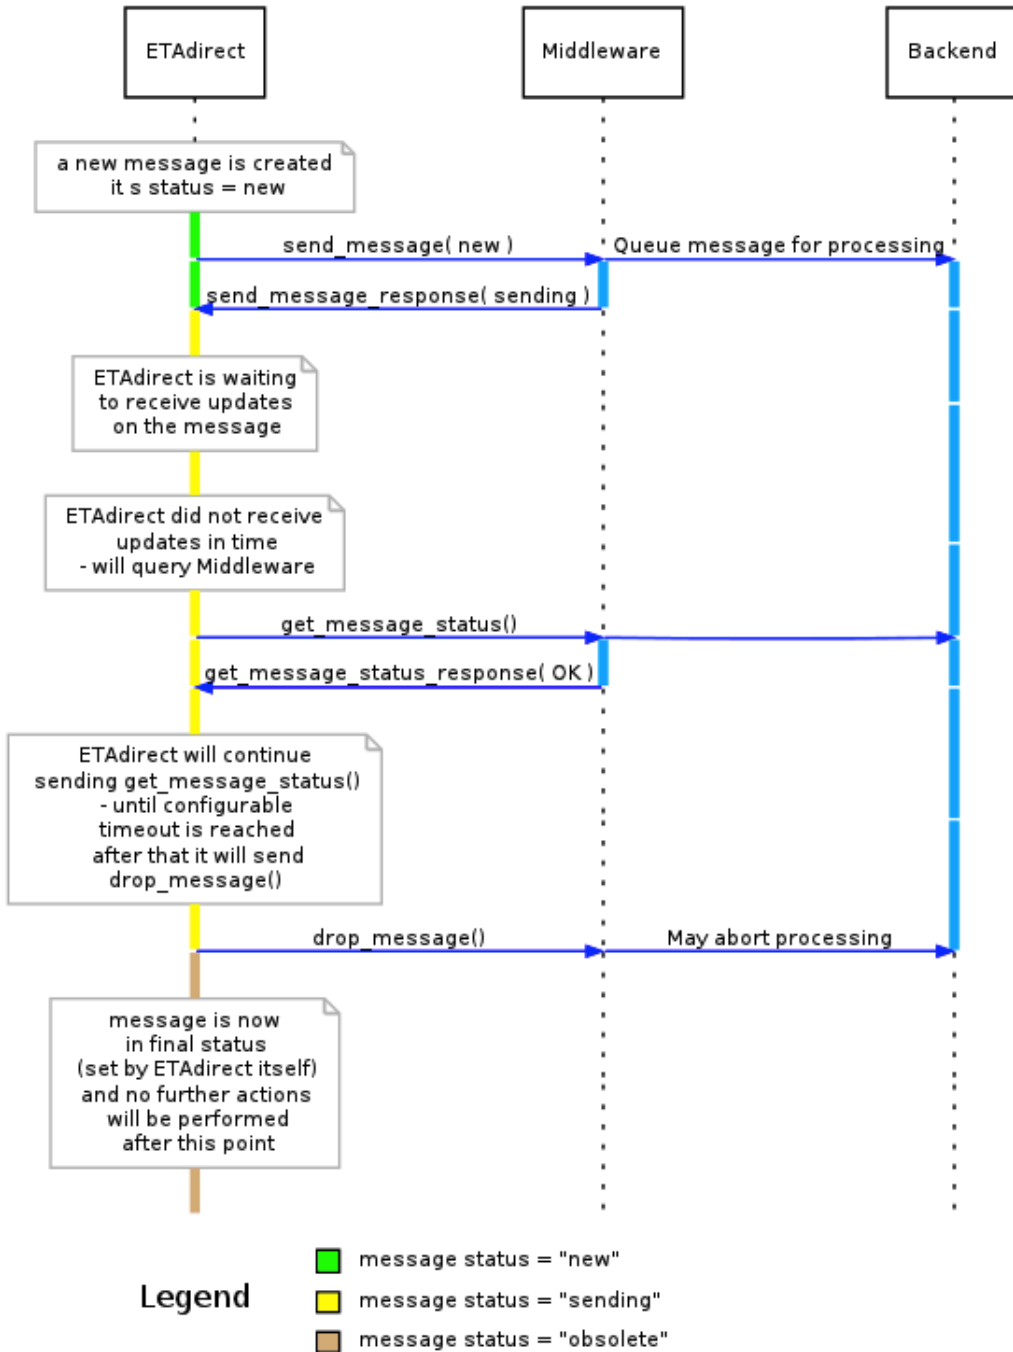 ETAdirect
Middleware
Backend
a new message is created
it s status = new
send_message( new )
Queue message for processing
send_message_response( sending )
ETAdirect is waiting
to receive updates
on the message
ETAdirect did not receive
updates in time
- will query Middleware
get_message_status()
get_message_status_response( OK )
ETAdirect will continue
sending get_message_status()
- until configurable
timeout is reached
after that it will send
drop_message()
drop_message()
May abort processing
message is now
in final status
(set by ETAdirect itself)
and no further actions
will be performed
after this point
Legend
message status = "new"
message status = "sending"
message status = "obsolete"